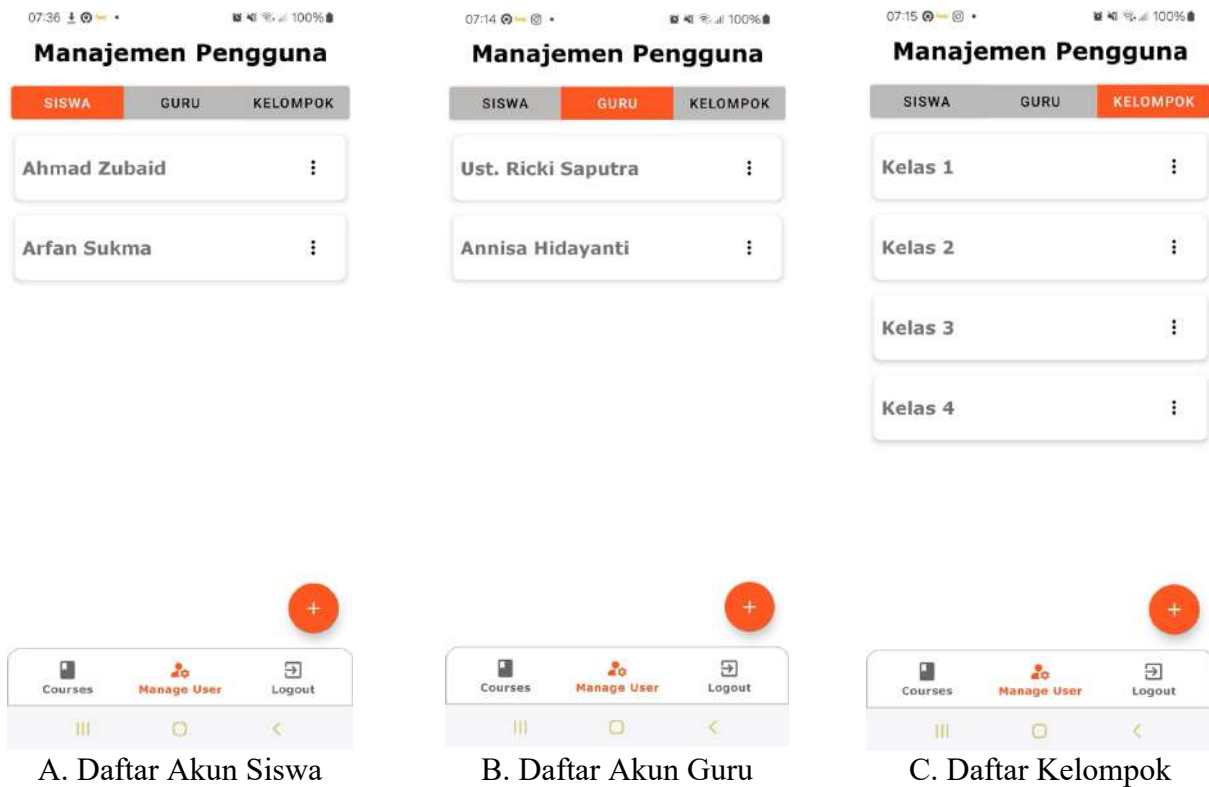 07:36
100%
Manajemen Pengguna
SISWA GURU KELOMPOK
Ahmad Zubaid
Arfan Sukma
+
Courses Manage User Logout
A. Daftar Akun Siswa
07:14
100%
Manajemen Pengguna
SISWA GURU KELOMPOK
Ust. Ricki Saputra
Annisa Hidayanti
+
Courses Manage User Logout
B. Daftar Akun Guru
07:15
100%
Manajemen Pengguna
SISWA GURU KELOMPOK
Kelas 1
Kelas 2
Kelas 3
Kelas 4
+
Courses Manage User Logout
C. Daftar Kelompok